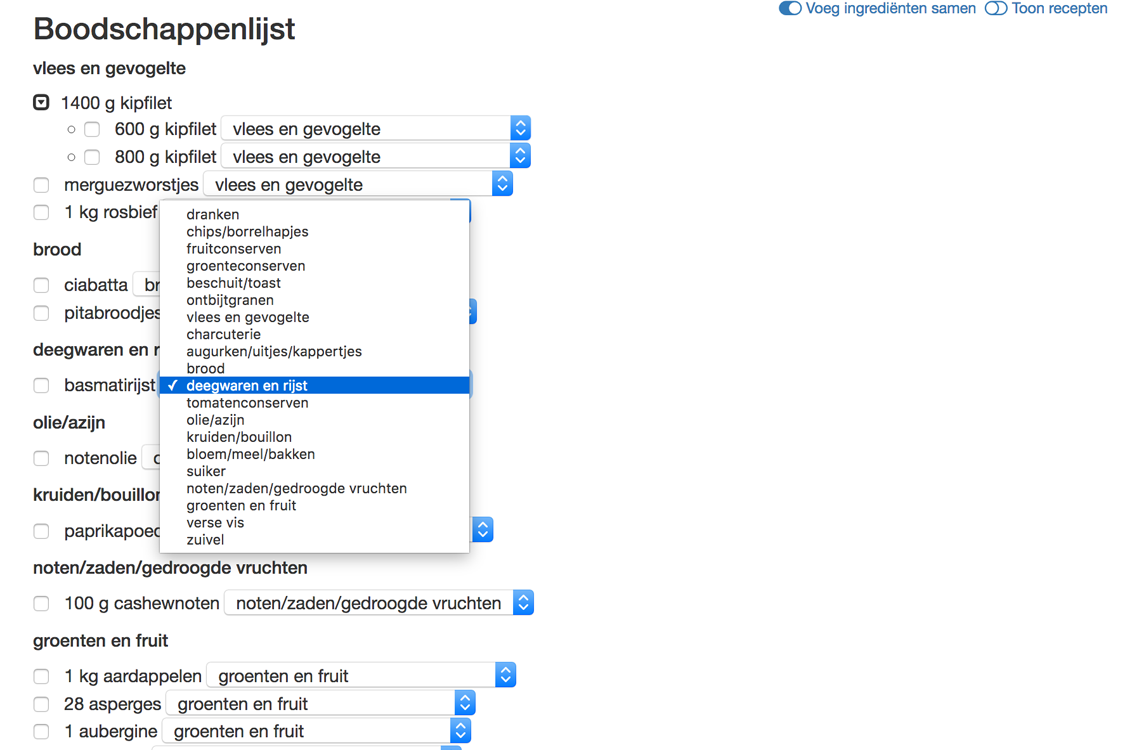 Voeg ingrediënten samen Toon recepten
Boodschappenlijst
vlees en gevogelte
1400 g kipfilet
600 g kipfilet vlees en gevogelte
800 g kipfilet vlees en gevogelte
merguezworstjes vlees en gevogelte
1 kg rosbief
dranken
chips/borrelhapjes
fruitconserven
groenteconserven
beschuit/toast
ontbijtgranen
vlees en gevogelte
charcuterie
augurken/uitjes/kappertjes
brood
deegwaren en rijst
tomatenconserven
olie/azijn
kruiden/bouillon
bloem/meel/bakken
suiker
noten/zaden/gedroogde vruchten
groenten en fruit
verse vis
zuivel
brood
ciabatta br
pitabroodjes
deegwaren en r
basmatirijst
olie/azijn
notenolie
kruiden/bouillon
paprikapoed
noten/zaden/gedroogde vruchten
100 g cashewnoten noten/zaden/gedroogde vruchten
groenten en fruit
1 kg aardappelen groenten en fruit
28 asperges groenten en fruit
1 aubergine groenten en fruit